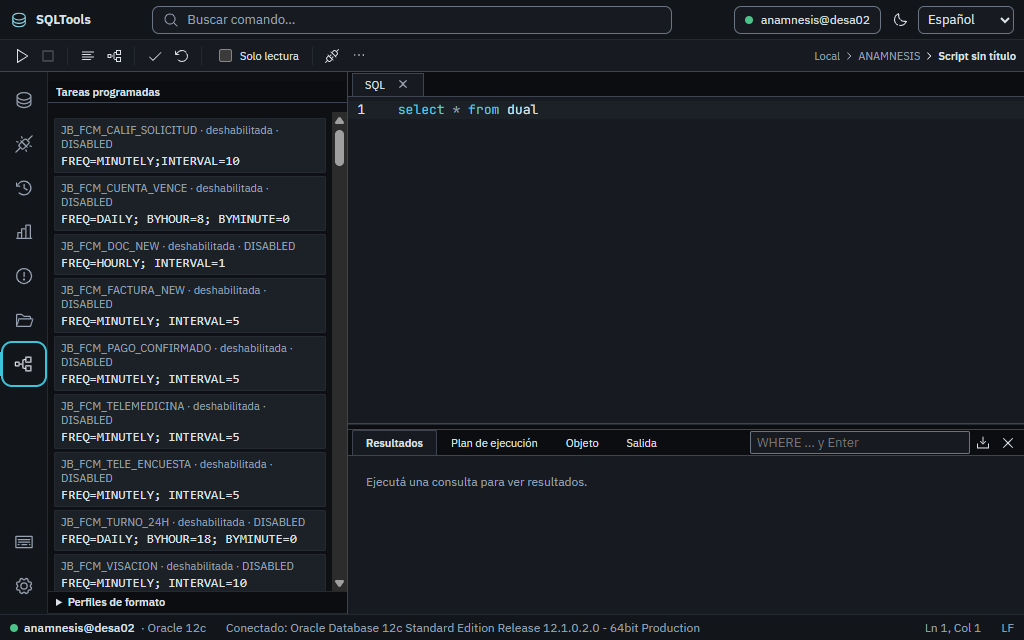 SQLTools
Buscar comando...
anamnesis@desa02
Español
Solo lectura
Local > ANAMNESIS > Script sin título
Tareas programadas
JB_FCM_CALIF_SOLICITUD · deshabilitada ·
DISABLED
FREQ=MINUTELY;INTERVAL=10
JB_FCM_CUENTA_VENCE · deshabilitada ·
DISABLED
FREQ=DAILY; BYHOUR=8; BYMINUTE=0
JB_FCM_DOC_NEW · deshabilitada · DISABLED
FREQ=HOURLY; INTERVAL=1
JB_FCM_FACTURA_NEW · deshabilitada ·
DISABLED
FREQ=MINUTELY; INTERVAL=5
JB_FCM_PAGO_CONFIRMADO · deshabilitada ·
DISABLED
FREQ=MINUTELY; INTERVAL=5
JB_FCM_TELEMEDICINA · deshabilitada ·
DISABLED
FREQ=MINUTELY; INTERVAL=5
JB_FCM_TELE_ENCUESTA · deshabilitada ·
DISABLED
FREQ=MINUTELY; INTERVAL=5
JB_FCM_TURNO_24H · deshabilitada · DISABLED
FREQ=DAILY; BYHOUR=18; BYMINUTE=0
JB_FCM_VISACION · deshabilitada · DISABLED
FREQ=MINUTELY; INTERVAL=10
Perfiles de formato
SQL
1 select * from dual
Resultados
Plan de ejecución
Objeto
Salida
WHERE ... y Enter
Ejecutá una consulta para ver resultados.
anamnesis@desa02 · Oracle 12c
Conectado: Oracle Database 12c Standard Edition Release 12.1.0.2.0 - 64bit Production
Ln 1, Col 1
LF